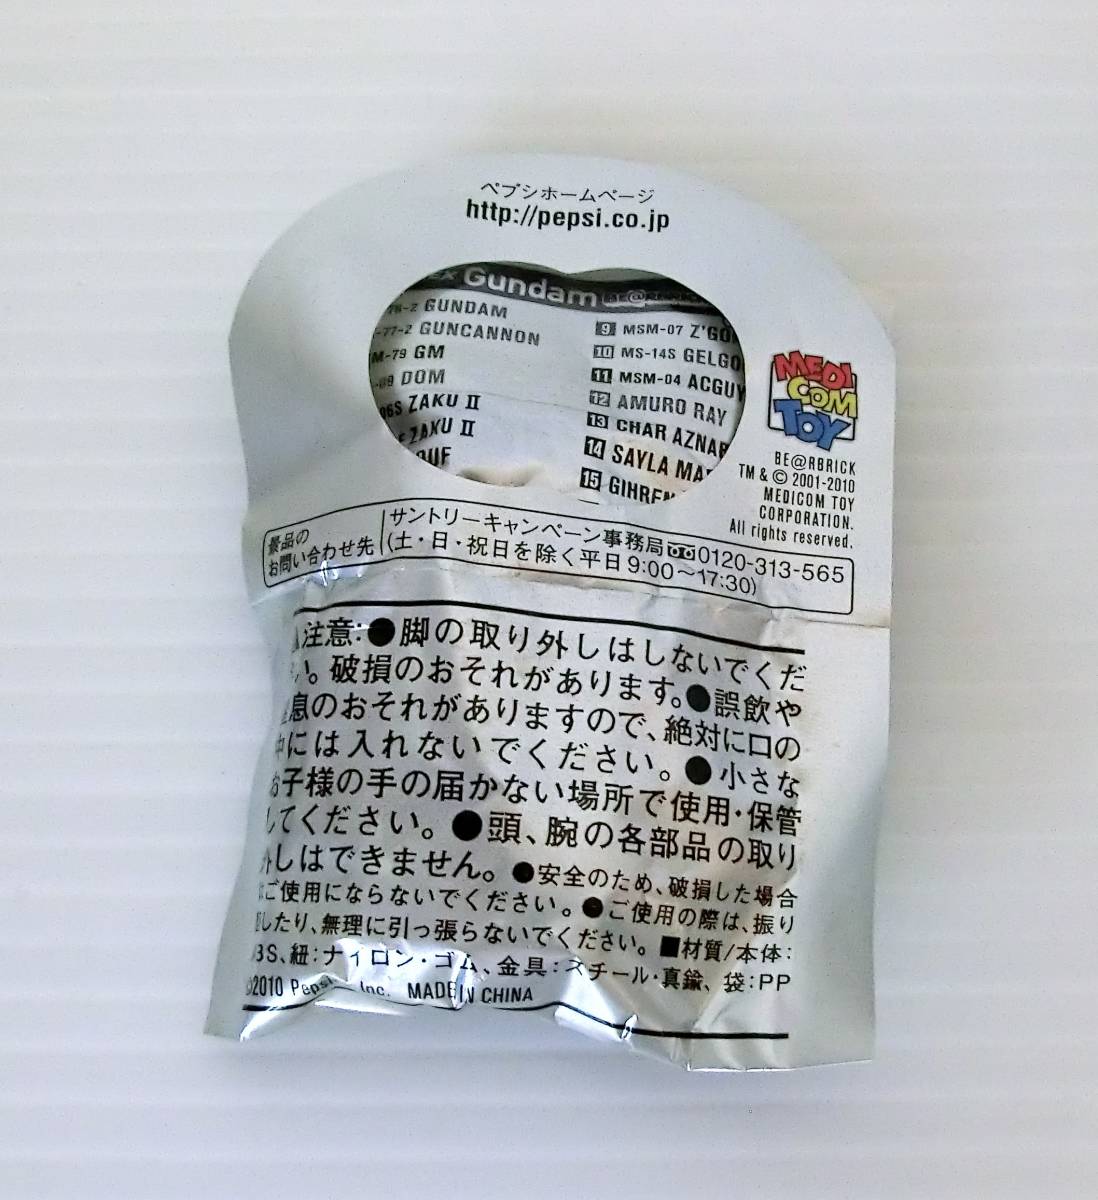 ペプシホームページ
http://pepsi.co.jp
EX Gundam BE@RBRICK
78-2 GUNDAM
-77-2 GUNCANNON
M-79 GM
-09 DOM
06S ZAKU II
F ZAKU II
OUF
9 MSM-07 Z'GO
10 MS-14S GELGO
11 MSM-04 ACGUY
12 AMURO RAY
13 CHAR AZNAB
14 SAYLA MA
15 GIHREN
MEDI
COM
TOY
BE@RBRICK
TM & © 2001-2010
MEDICOM TOY
CORPORATION.
All rights reserved.
景品の
お問い合わせ先
サントリーキャンペーン事務局 0120-313-565
(土・日・祝日を除く平日9:00〜17:30)
注意:●脚の取り外しはしないでくだ
い。破損のおそれがあります。●誤飲や
息のおそれがありますので、絶対に口の
中には入れないでください。●小さな
お子様の手の届かない場所で使用・保管
してください。●頭、腕の各部品の取り
外しはできません。●安全のため、破損した場合
はご使用にならないでください。●ご使用の際は、振り
したり、無理に引っ張らないでください。■材質/本体:
BS、紐:ナイロン・ゴム、金具:スチール・真鍮、袋:PP
©2010 Pepsi Inc. MADE IN CHINA